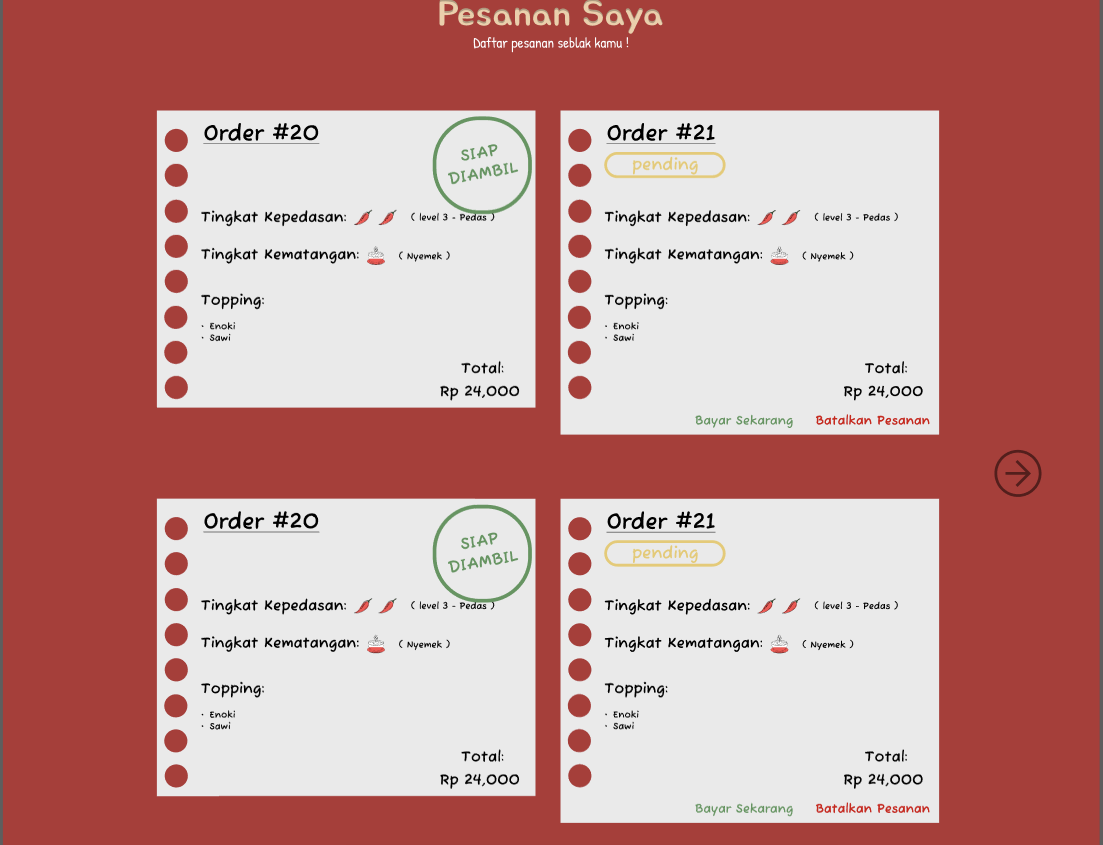 Pesanan Saya
Daftar pesanan seblak kamu !
Order #20
SIAP
DIAMBIL
Tingkat Kepedasan: ( level 3 - Pedas )
Tingkat Kematangan: ( Nyemek )
Topping:
· Enoki
· Sawi
Total:
Rp 24,000
Order #21
pending
Tingkat Kepedasan: ( level 3 - Pedas )
Tingkat Kematangan: ( Nyemek )
Topping:
· Enoki
· Sawi
Total:
Rp 24,000
Bayar Sekarang Batalkan Pesanan
Order #20
SIAP
DIAMBIL
Tingkat Kepedasan: ( level 3 - Pedas )
Tingkat Kematangan: ( Nyemek )
Topping:
· Enoki
· Sawi
Total:
Rp 24,000
Order #21
pending
Tingkat Kepedasan: ( level 3 - Pedas )
Tingkat Kematangan: ( Nyemek )
Topping:
· Enoki
· Sawi
Total:
Rp 24,000
Bayar Sekarang Batalkan Pesanan